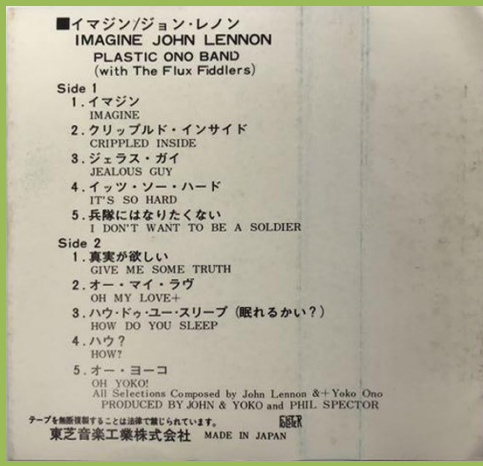 ■イマジン/ジョン・レノン
IMAGINE JOHN LENNON
PLASTIC ONO BAND
(with The Flux Fiddlers)
Side 1
1.イマジン
IMAGINE
2.クリップルド・インサイド
CRIPPLED INSIDE
3.ジェラス・ガイ
JEALOUS GUY
4.イッツ・ソー・ハード
IT'S SO HARD
5.兵隊にはなりたくない
I DON'T WANT TO BE A SOLDIER
Side 2
1.真実が欲しい
GIVE ME SOME TRUTH
2.オー・マイ・ラヴ
OH MY LOVE+
3.ハウ・ドゥ・ユー・スリープ(眠れるかい?)
HOW DO YOU SLEEP
4.ハウ?
HOW?
5.オー・ヨーコ
OH YOKO!
All Selections Composed by John Lennon &+Yoko Ono
PRODUCED BY JOHN & YOKO and PHIL SPECTOR
テープを無断複製することは法律で禁じられています。
東芝音楽工業株式会社 MADE IN JAPAN